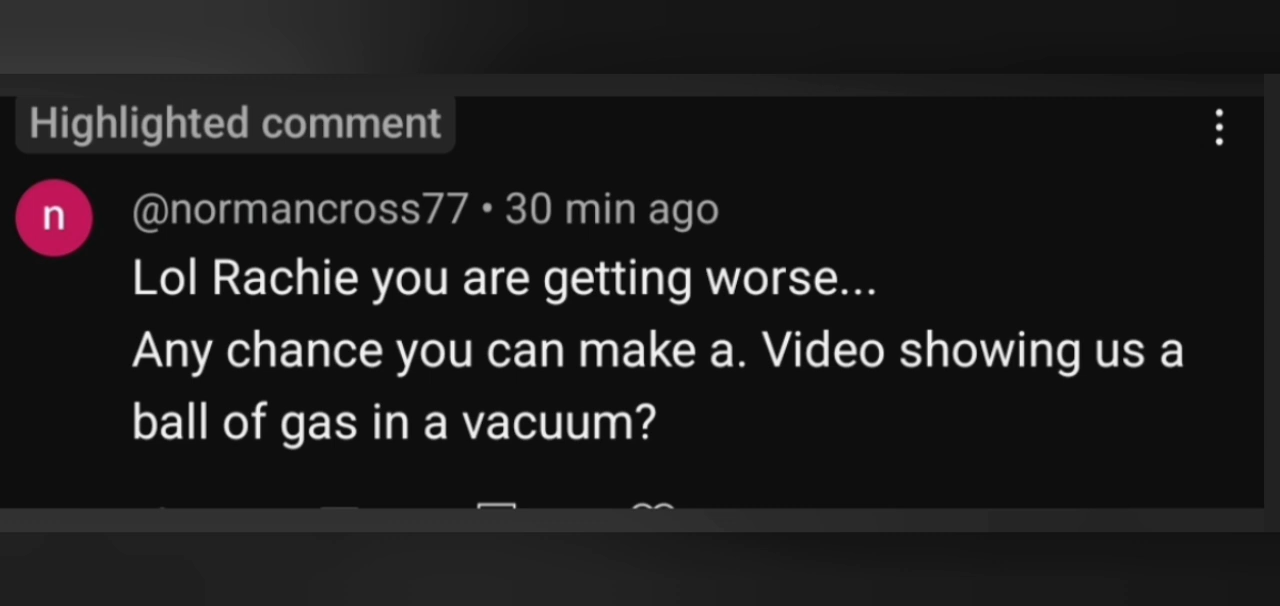 Highlighted comment
n
@normancross77 • 30 min ago
Lol Rachie you are getting worse...
Any chance you can make a. Video showing us a
ball of gas in a vacuum?